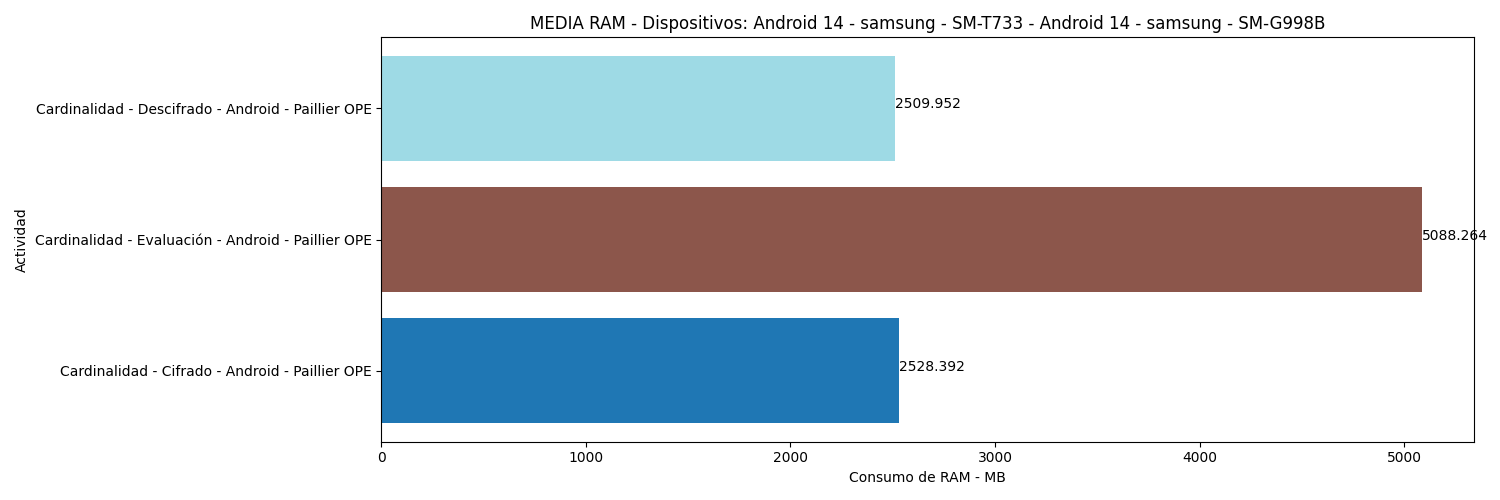 MEDIA RAM - Dispositivos: Android 14 - samsung - SM-T733 - Android 14 - samsung - SM-G998B
Cardinalidad - Descifrado - Android - Paillier OPE
2509.952
Cardinalidad - Evaluación - Android - Paillier OPE
5088.264
Cardinalidad - Cifrado - Android - Paillier OPE
2528.392
Actividad
0 1000 2000 3000 4000 5000
Consumo de RAM - MB